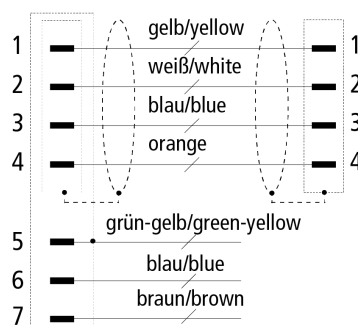 gelb/yellow
1 1
weiß/white
2 2
blau/blue
3 3
orange
4 4
grün-gelb/green-yellow
5
blau/blue
6
braun/brown
7